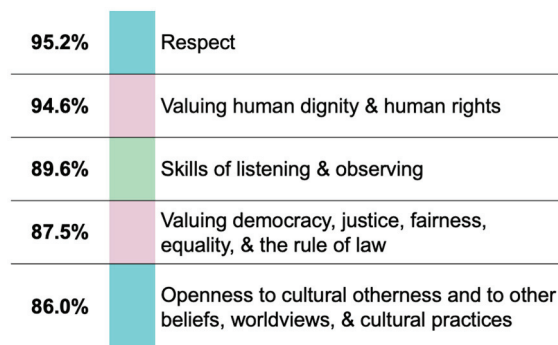 95.2% Respect
94.6% Valuing human dignity & human rights
89.6% Skills of listening & observing
87.5% Valuing democracy, justice, fairness,
equality, & the rule of law
86.0% Openness to cultural otherness and to other
beliefs, worldviews, & cultural practices